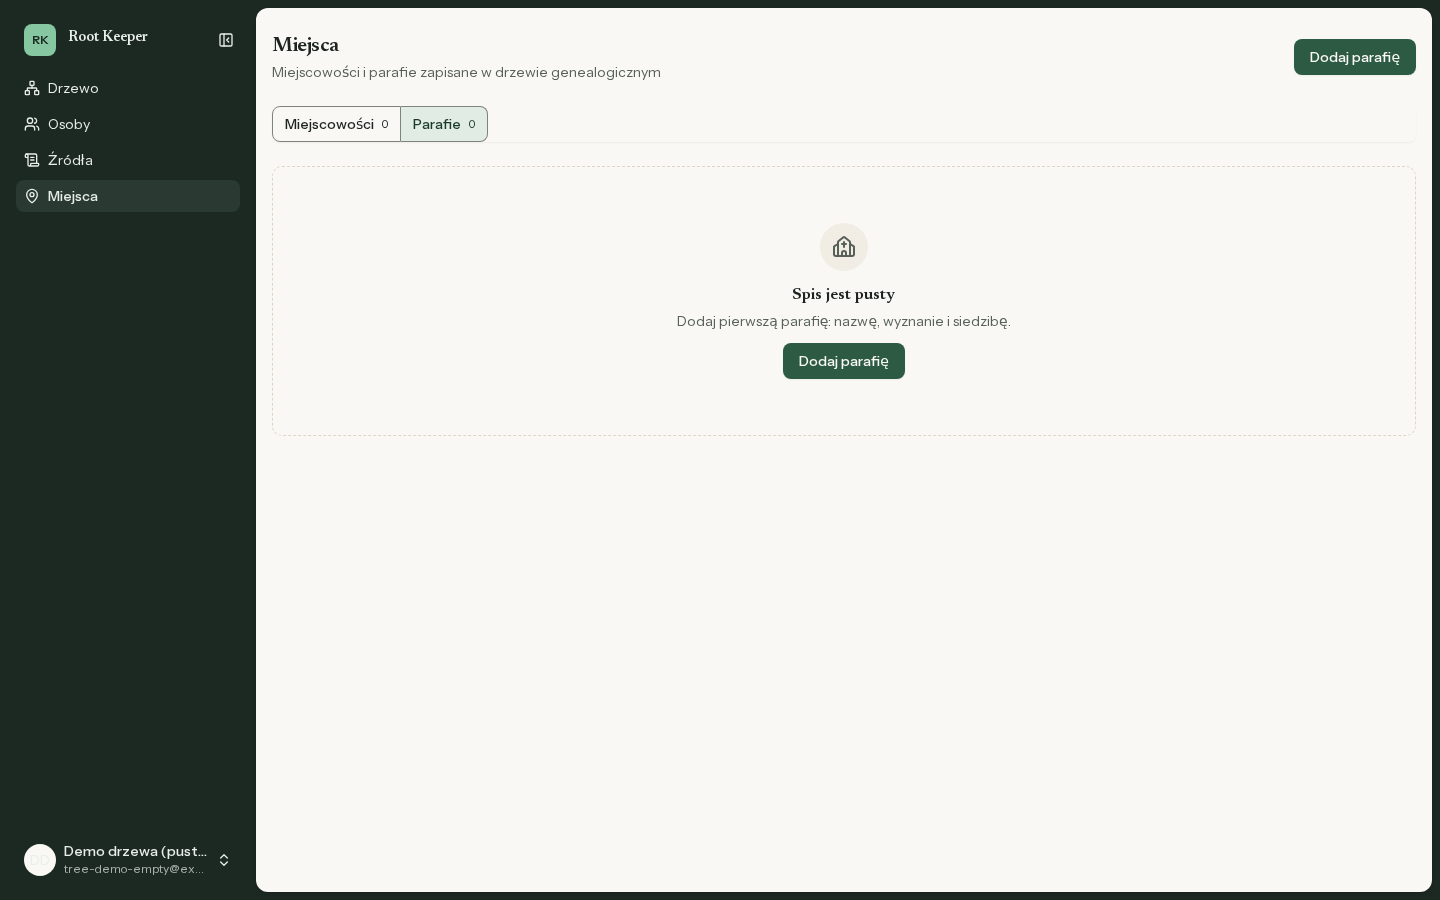 RK
Root Keeper
Drzewo
Osoby
Źródła
Miejsca
Miejsca
Miejscowości i parafie zapisane w drzewie genealogicznym
Dodaj parafię
Miejscowości 0
Parafie 0
Spis jest pusty
Dodaj pierwszą parafię: nazwę, wyznanie i siedzibę.
Dodaj parafię
DD
Demo drzewa (pust...
tree-demo-empty@ex...